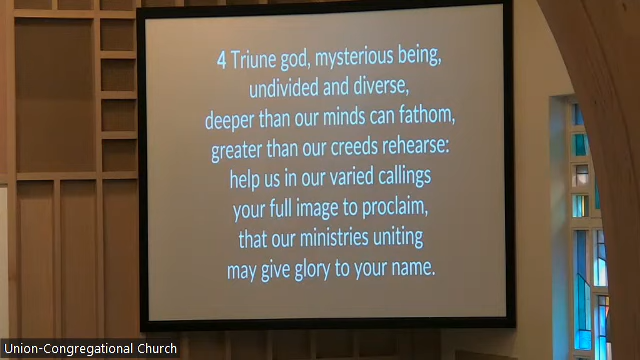 4 Triune god, mysterious being,
undivided and diverse,
deeper than our minds can fathom,
greater than our creeds rehearse:
help us in our varied callings
your full image to proclaim,
that our ministries uniting
may give glory to your name.
Union-Congregational Church